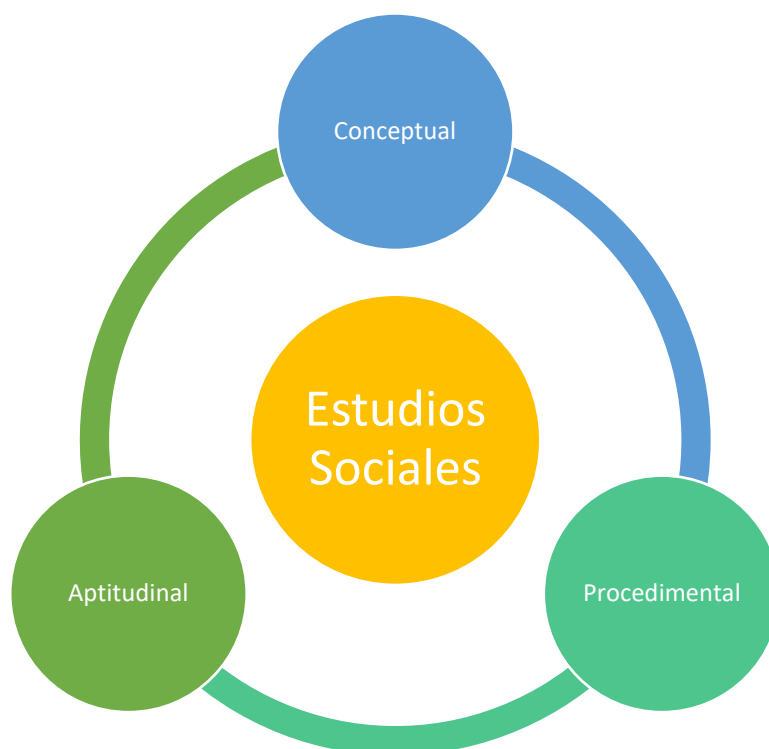 Conceptual
Estudios
Sociales
Aptitudinal
Procedimental